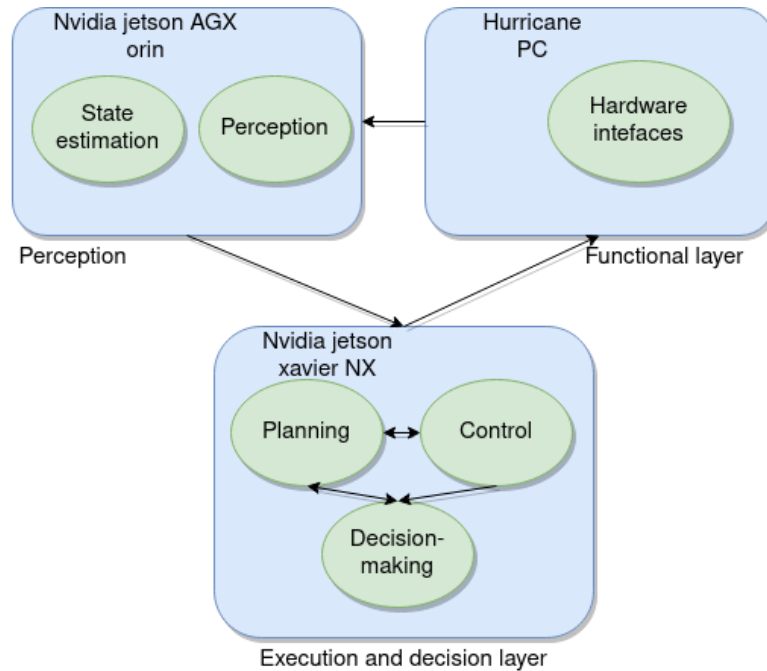 Nvidia jetson AGX
orin
State
estimation
Perception
Perception
Hurricane
PC
Hardware
intefaces
Functional layer
Nvidia jetson
xavier NX
Planning
Control
Decision-
making
Execution and decision layer